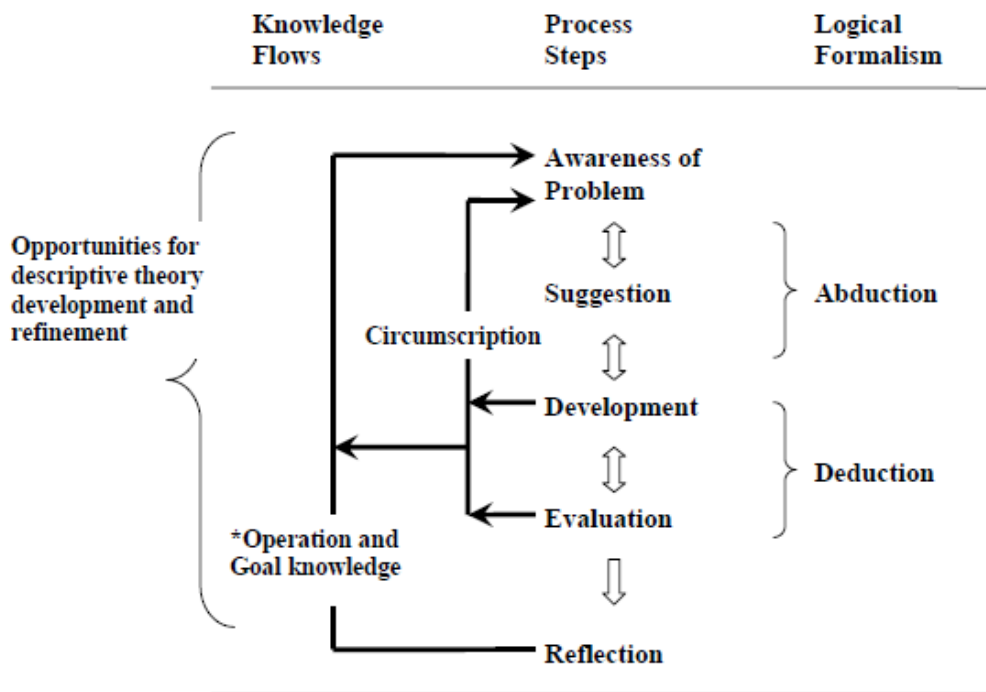 Knowledge
Flows
Process
Steps
Logical
Formalism
Awareness of
Problem
Opportunities for
descriptive theory
development and
refinement
Suggestion
Abduction
Circumscription
Development
Deduction
Evaluation
*Operation and
Goal knowledge
Reflection